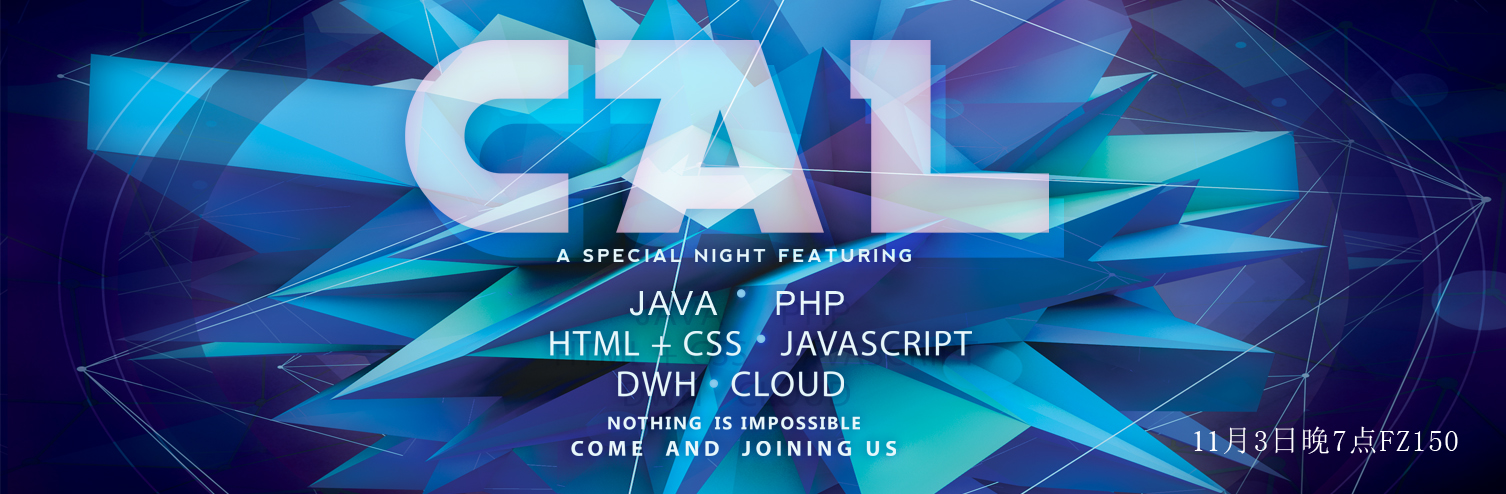 CAL
A SPECIAL NIGHT FEATURING
JAVA • PHP
HTML + CSS • JAVASCRIPT
DWH • CLOUD
NOTHING IS IMPOSSIBLE
COME AND JOINING US
11月3日晚7点FZ150